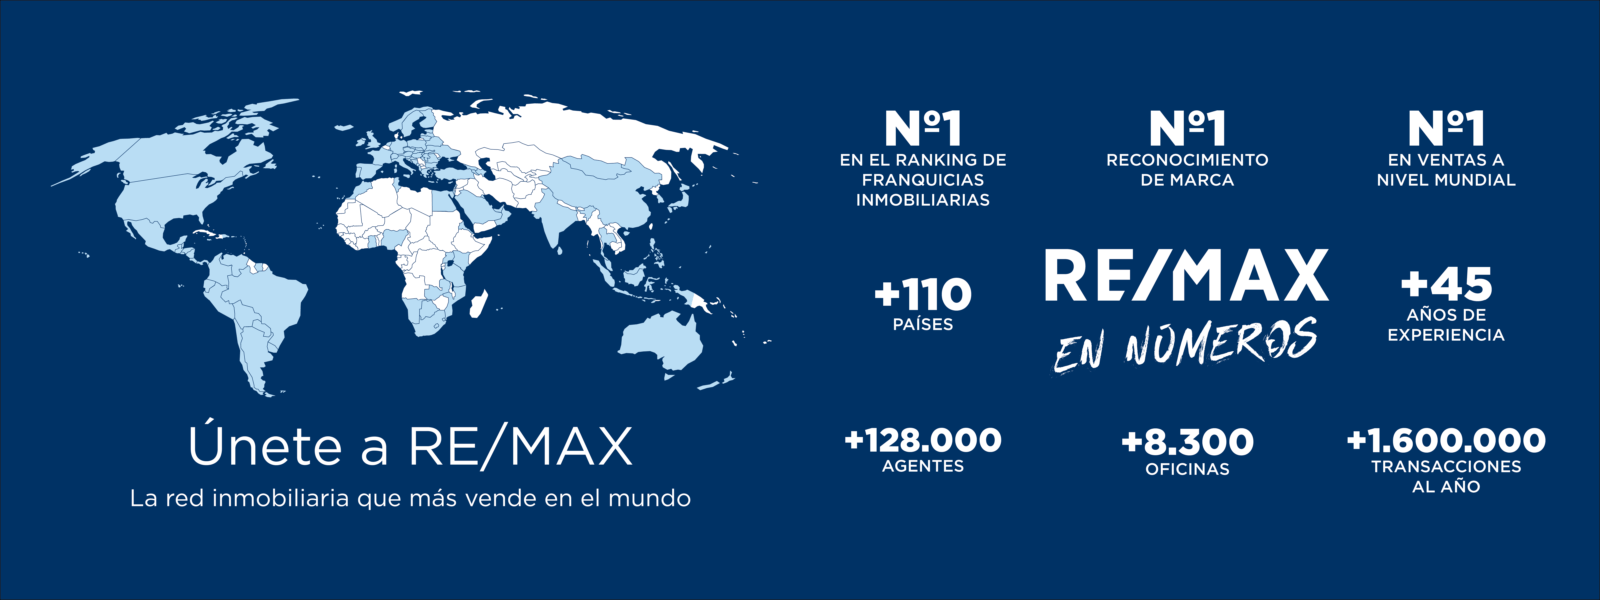 Únete a RE/MAX
La red inmobiliaria que más vende en el mundo
Nº1
EN EL RANKING DE
FRANQUICIAS
INMOBILIARIAS
Nº1
RECONOCIMIENTO
DE MARCA
Nº1
EN VENTAS A
NIVEL MUNDIAL
+110
PAÍSES
RE/MAX
EN NÚMEROS
+45
AÑOS DE
EXPERIENCIA
+128.000
AGENTES
+8.300
OFICINAS
+1.600.000
TRANSACCIONES
AL AÑO